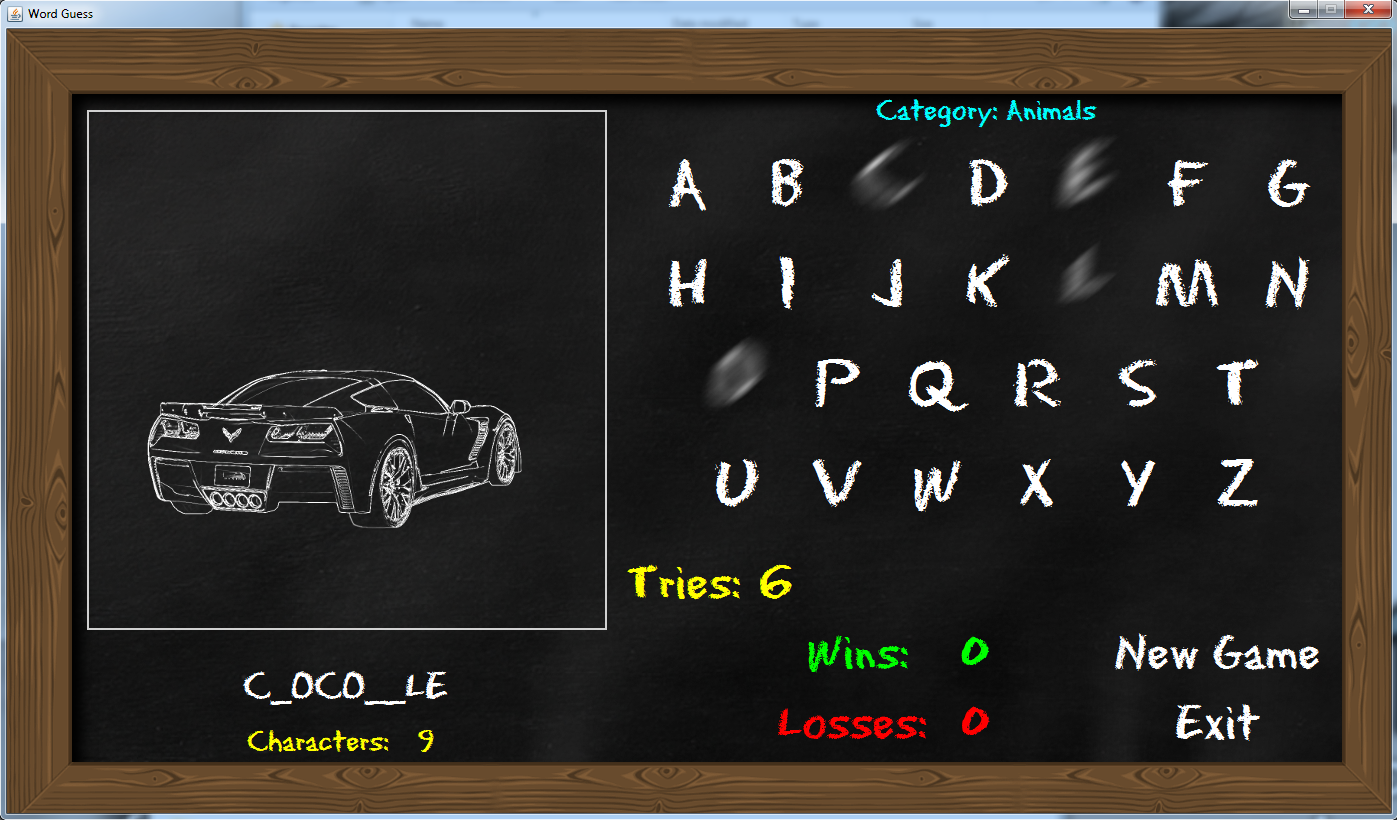 Word Guess
Category: Animals
A B D F G
H I J K M N
P Q R S T
U V W X Y Z
Tries: 6
Wins: 0
New Game
C_OCO__LE
Losses: 0
Exit
Characters: 9